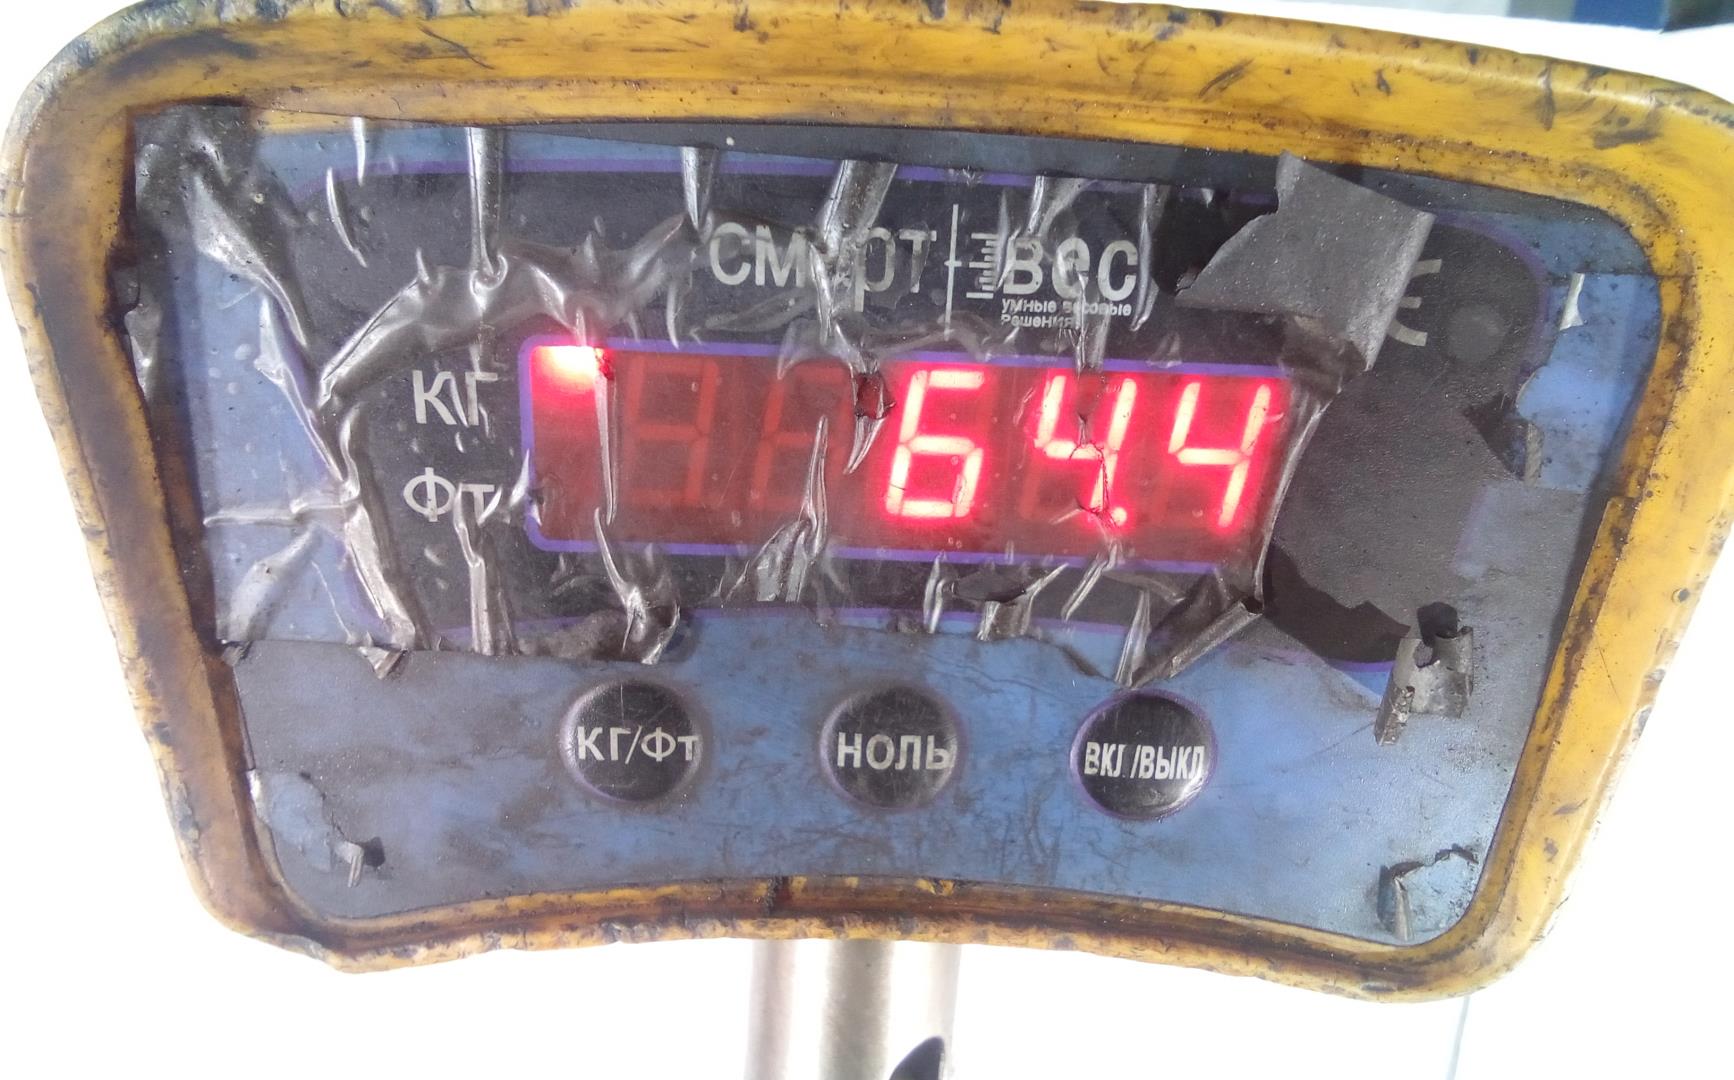 смарт вес
умные весовые
решения
КГ
64.4
Фт
КГ/Фт
НОЛЬ
ВКЛ/ВЫКЛ